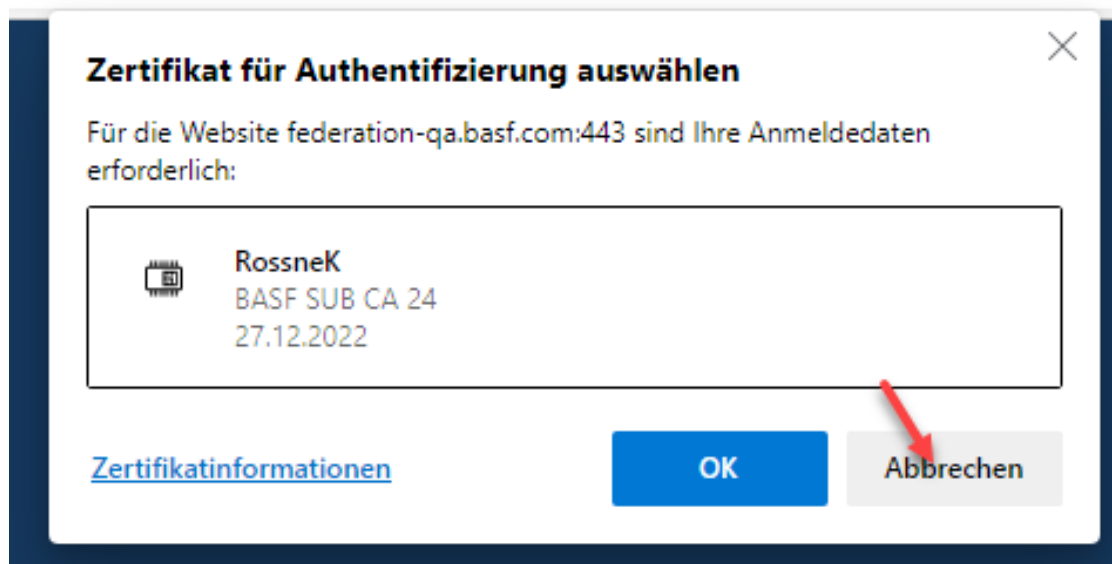 Zertifikat für Authentifizierung auswählen
Für die Website federation-qa.basf.com:443 sind Ihre Anmeldedaten
erforderlich:
RossneK
BASF SUB CA 24
27.12.2022
Zertifikatinformationen
OK
Abbrechen